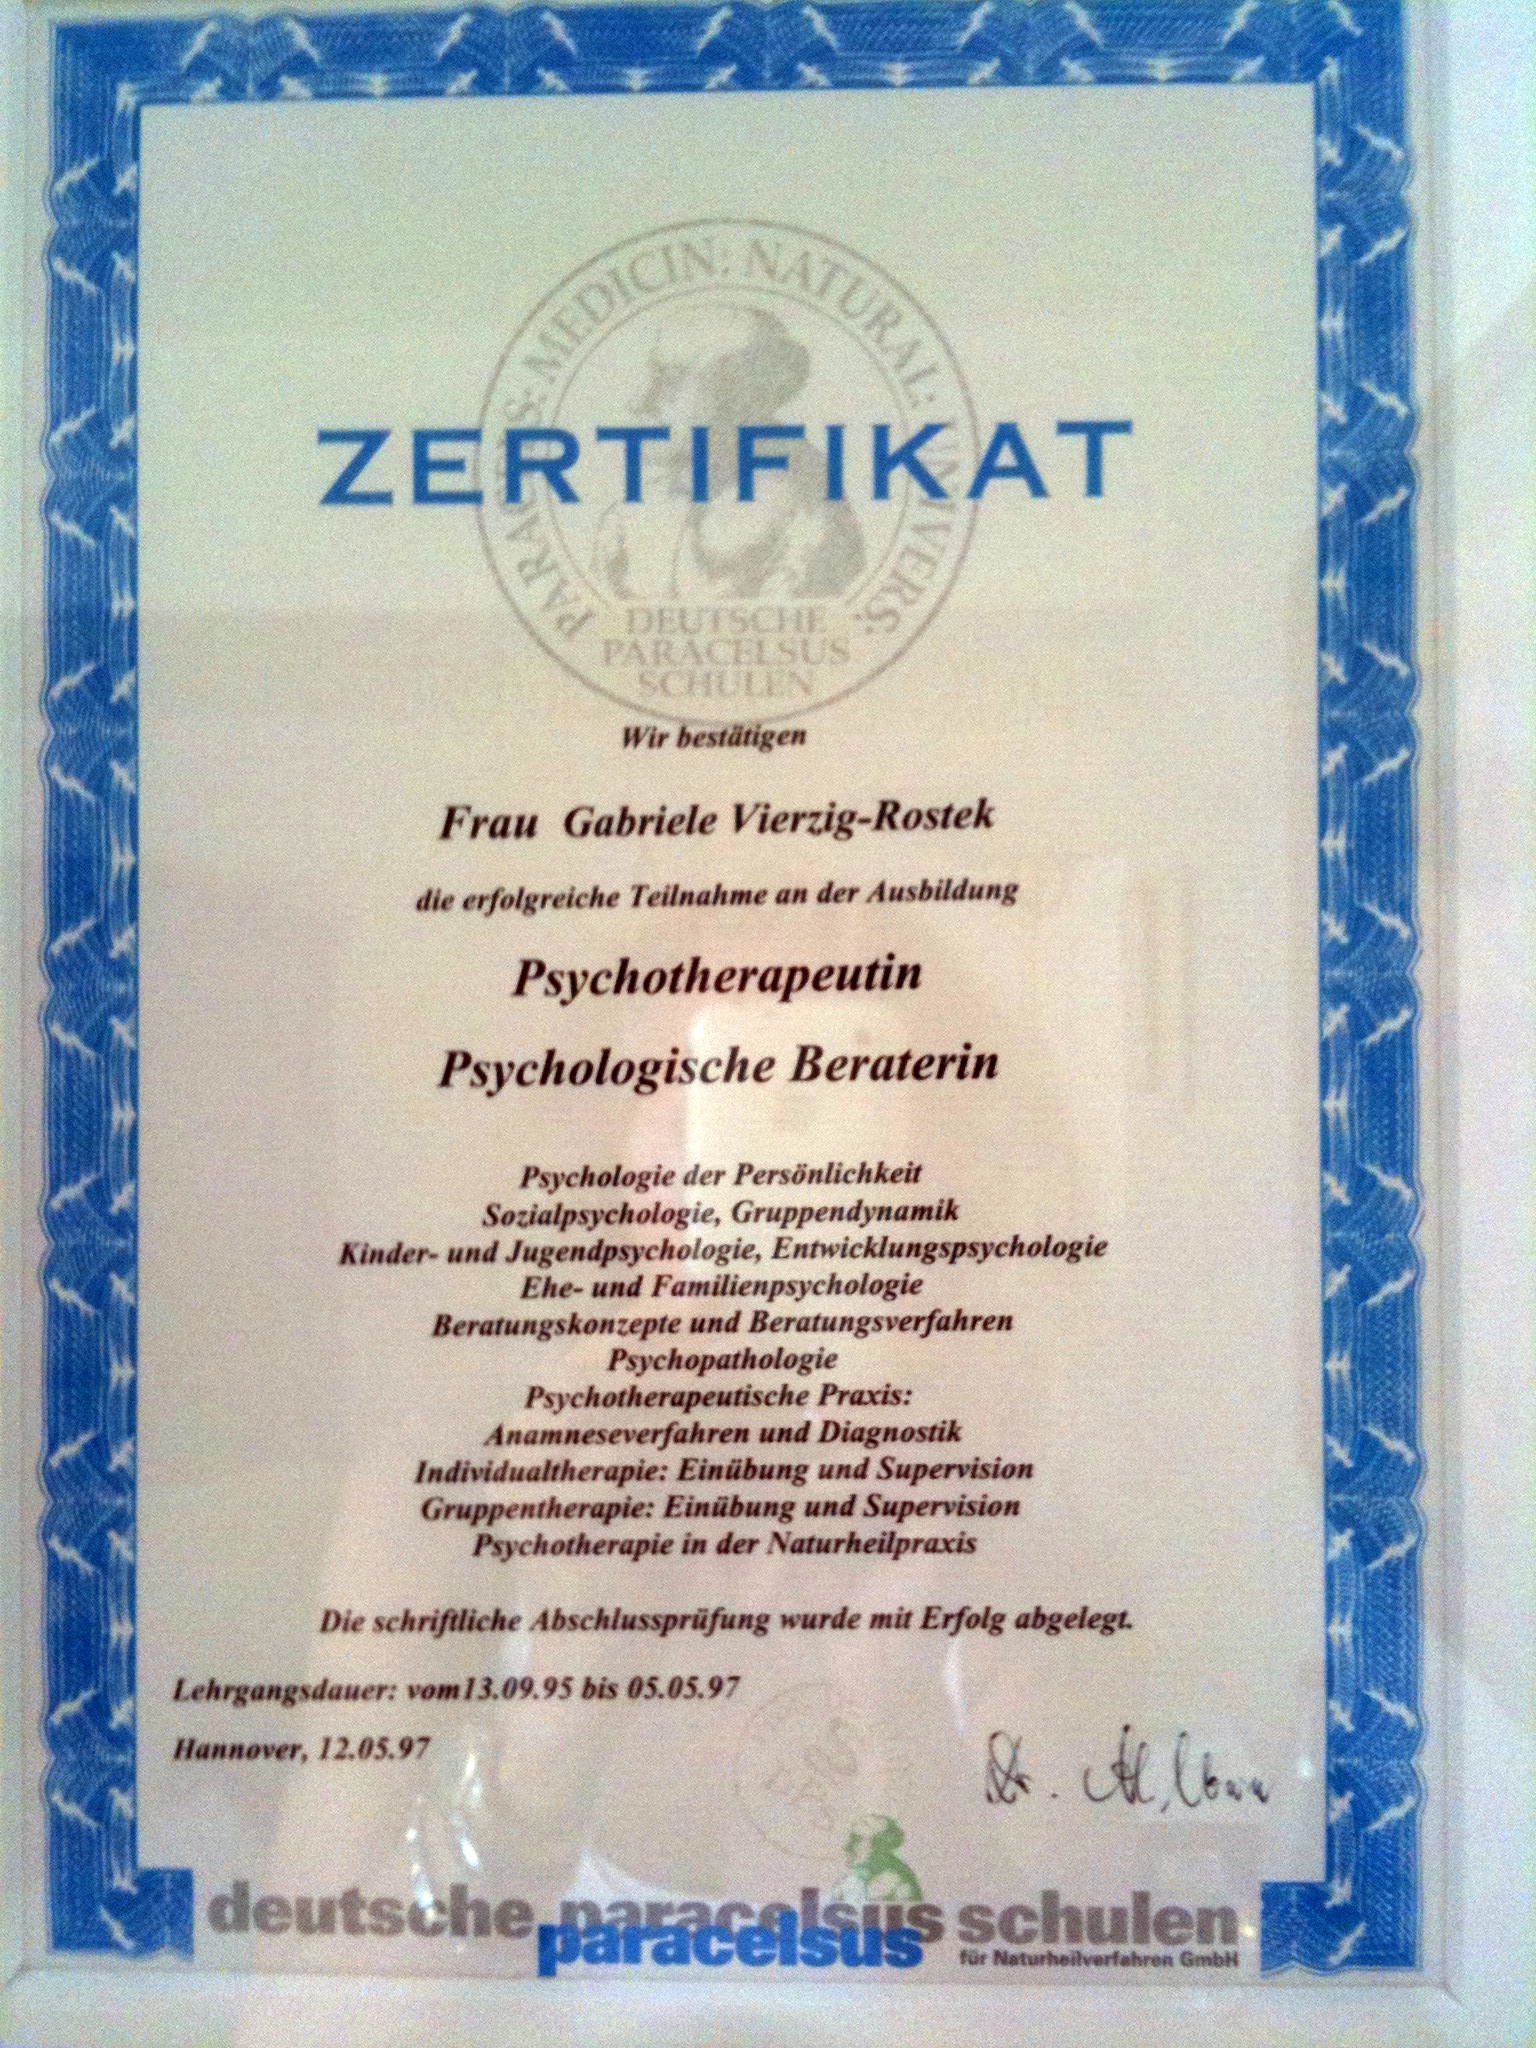 PARACELS: MEDICIN: NATURAL: UNIVERS:
DEUTSCHE
PARACELSUS
SCHULEN
ZERTIFIKAT
Wir bestätigen
Frau Gabriele Vierzig-Rostek
die erfolgreiche Teilnahme an der Ausbildung
Psychotherapeutin
Psychologische Beraterin
Psychologie der Persönlichkeit
Sozialpsychologie, Gruppendynamik
Kinder- und Jugendpsychologie, Entwicklungspsychologie
Ehe- und Familienpsychologie
Beratungskonzepte und Beratungsverfahren
Psychopathologie
Psychotherapeutische Praxis:
Anamneseverfahren und Diagnostik
Individualtherapie: Einübung und Supervision
Gruppentherapie: Einübung und Supervision
Psychotherapie in der Naturheilpraxis
Die schriftliche Abschlussprüfung wurde mit Erfolg abgelegt.
Lehrgangsdauer: vom13.09.95 bis 05.05.97
Hannover, 12.05.97
Dr.
deutsche paracelsus schulen
paracelsus
für Naturheilverfahren GmbH